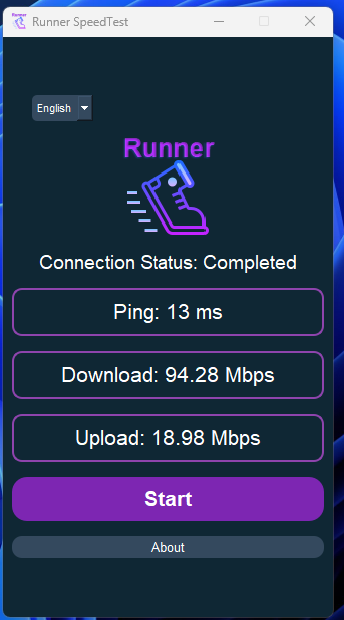 Runner
Runner SpeedTest
English
Runner
Connection Status: Completed
Ping: 13 ms
Download: 94.28 Mbps
Upload: 18.98 Mbps
Start
About